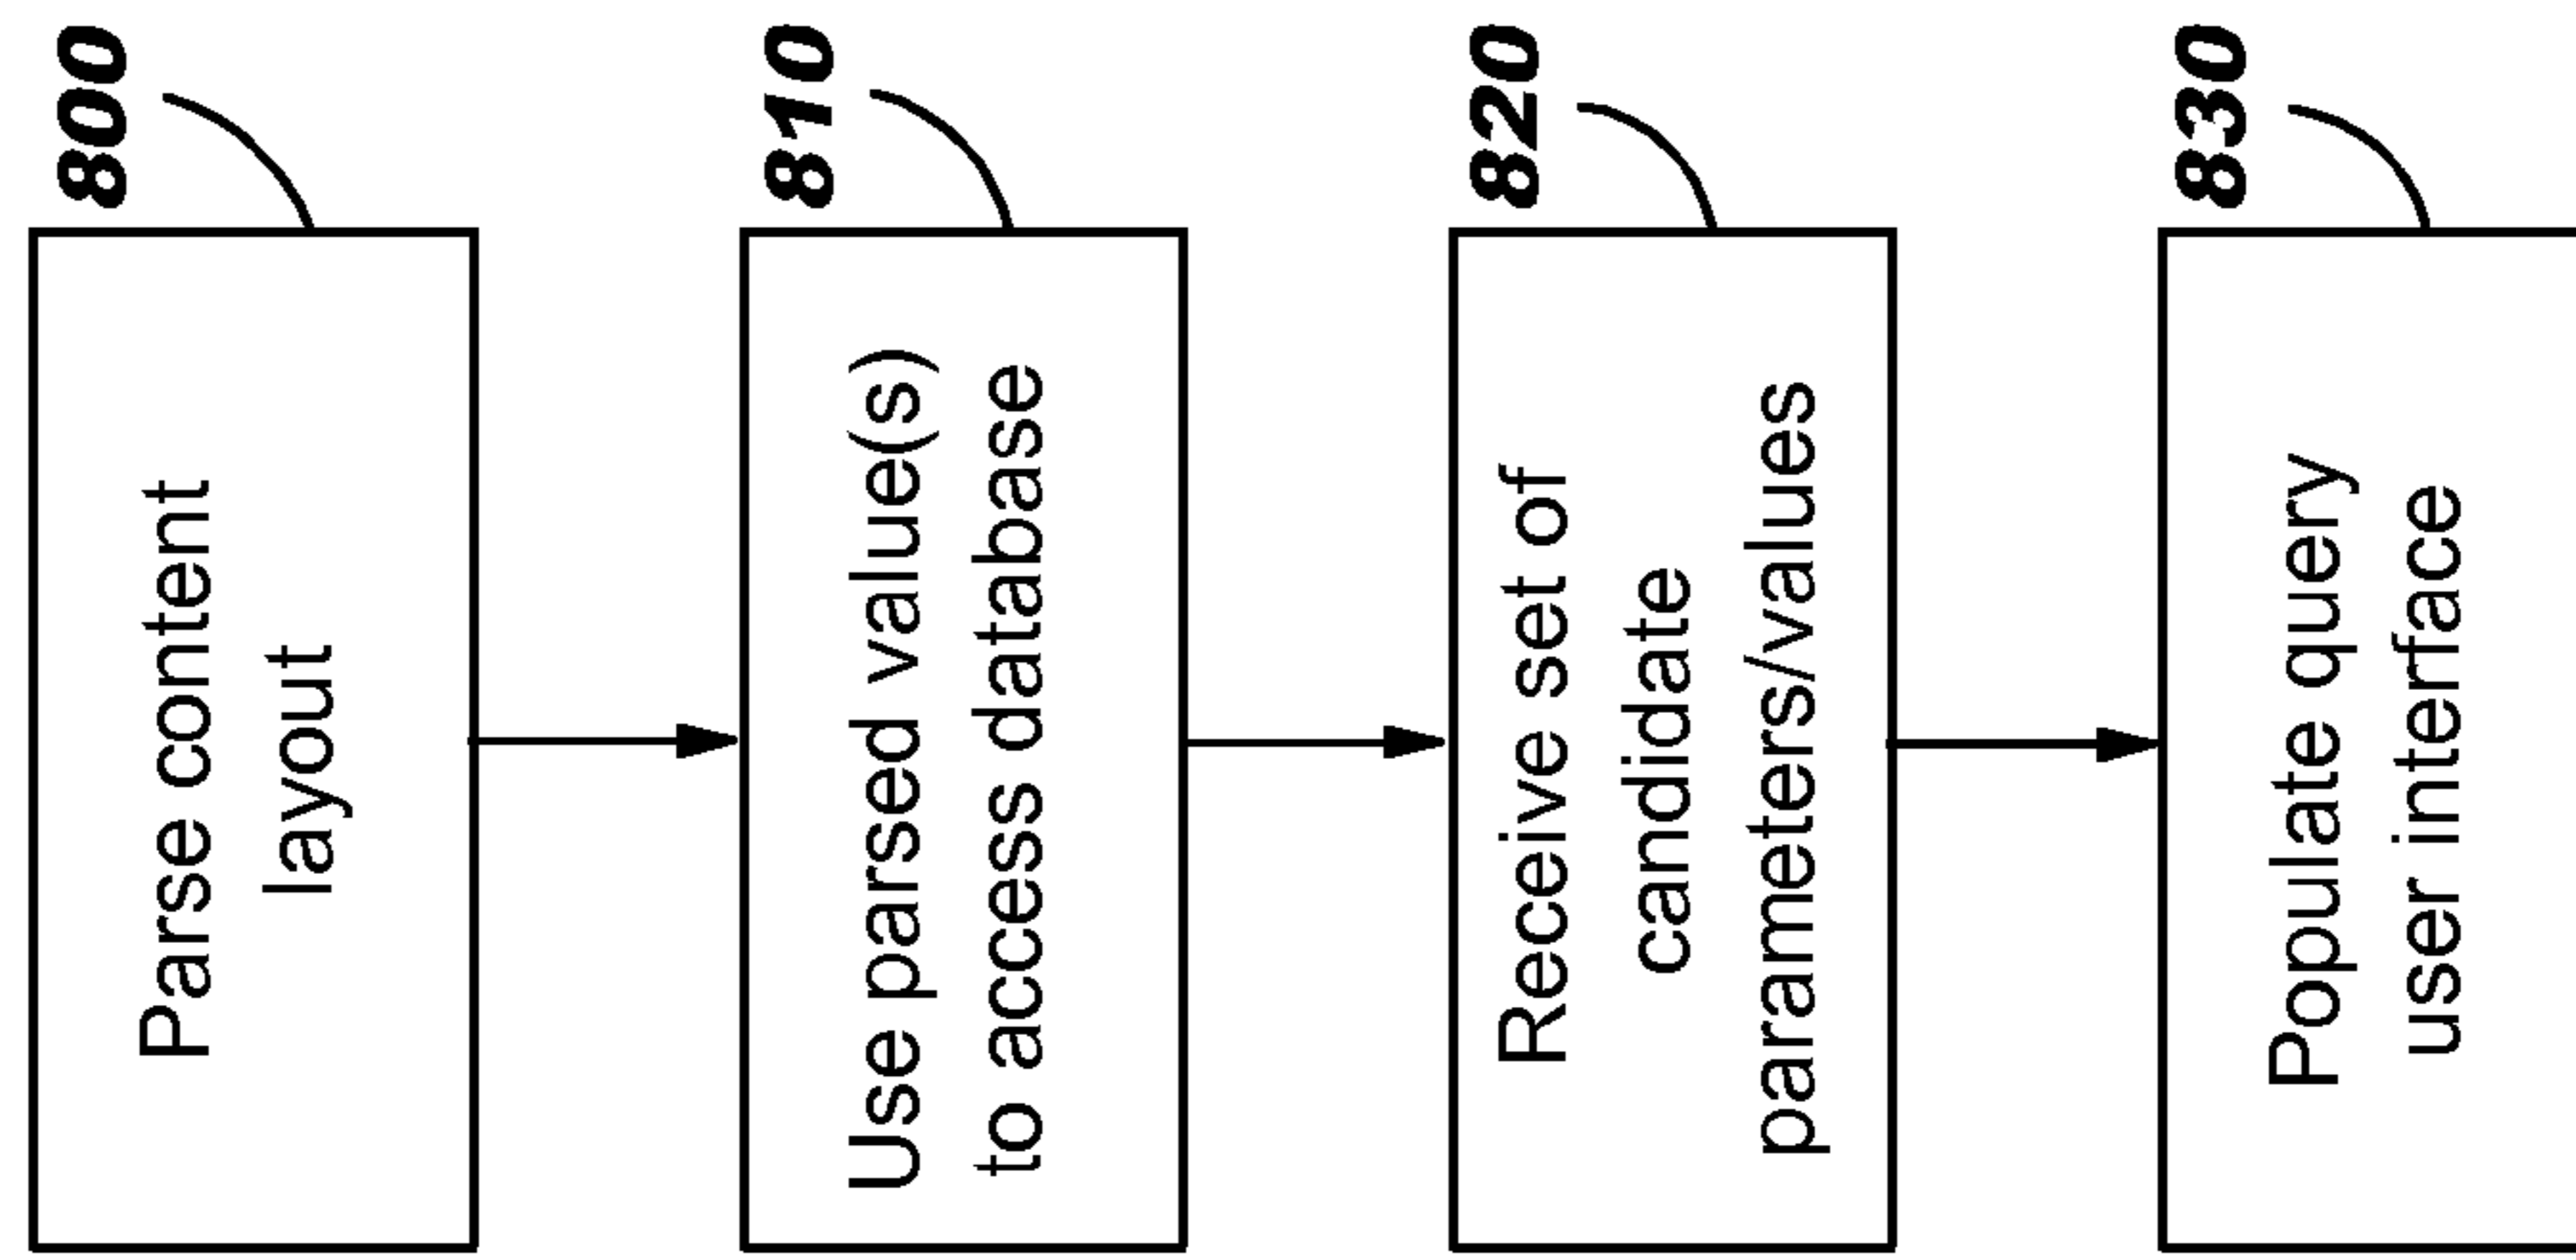 800
Parse content
layout
810
Use parsed value(s)
to access database
820
Receive set of
candidate
parameters/values
830
Populate query
user interface